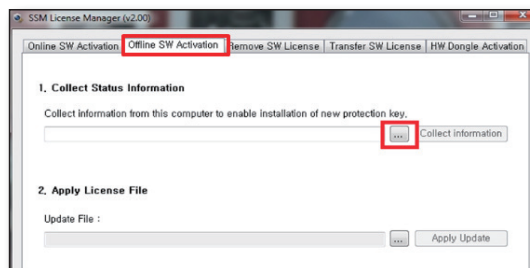 SSM License Manager (v2.00)
Online SW Activation Offline SW Activation Remove SW License Transfer SW License HW Dongle Activation
1. Collect Status Information
Collect information from this computer to enable installation of new protection key.
... Collect information
2. Apply License File
Update File :
... Apply Update